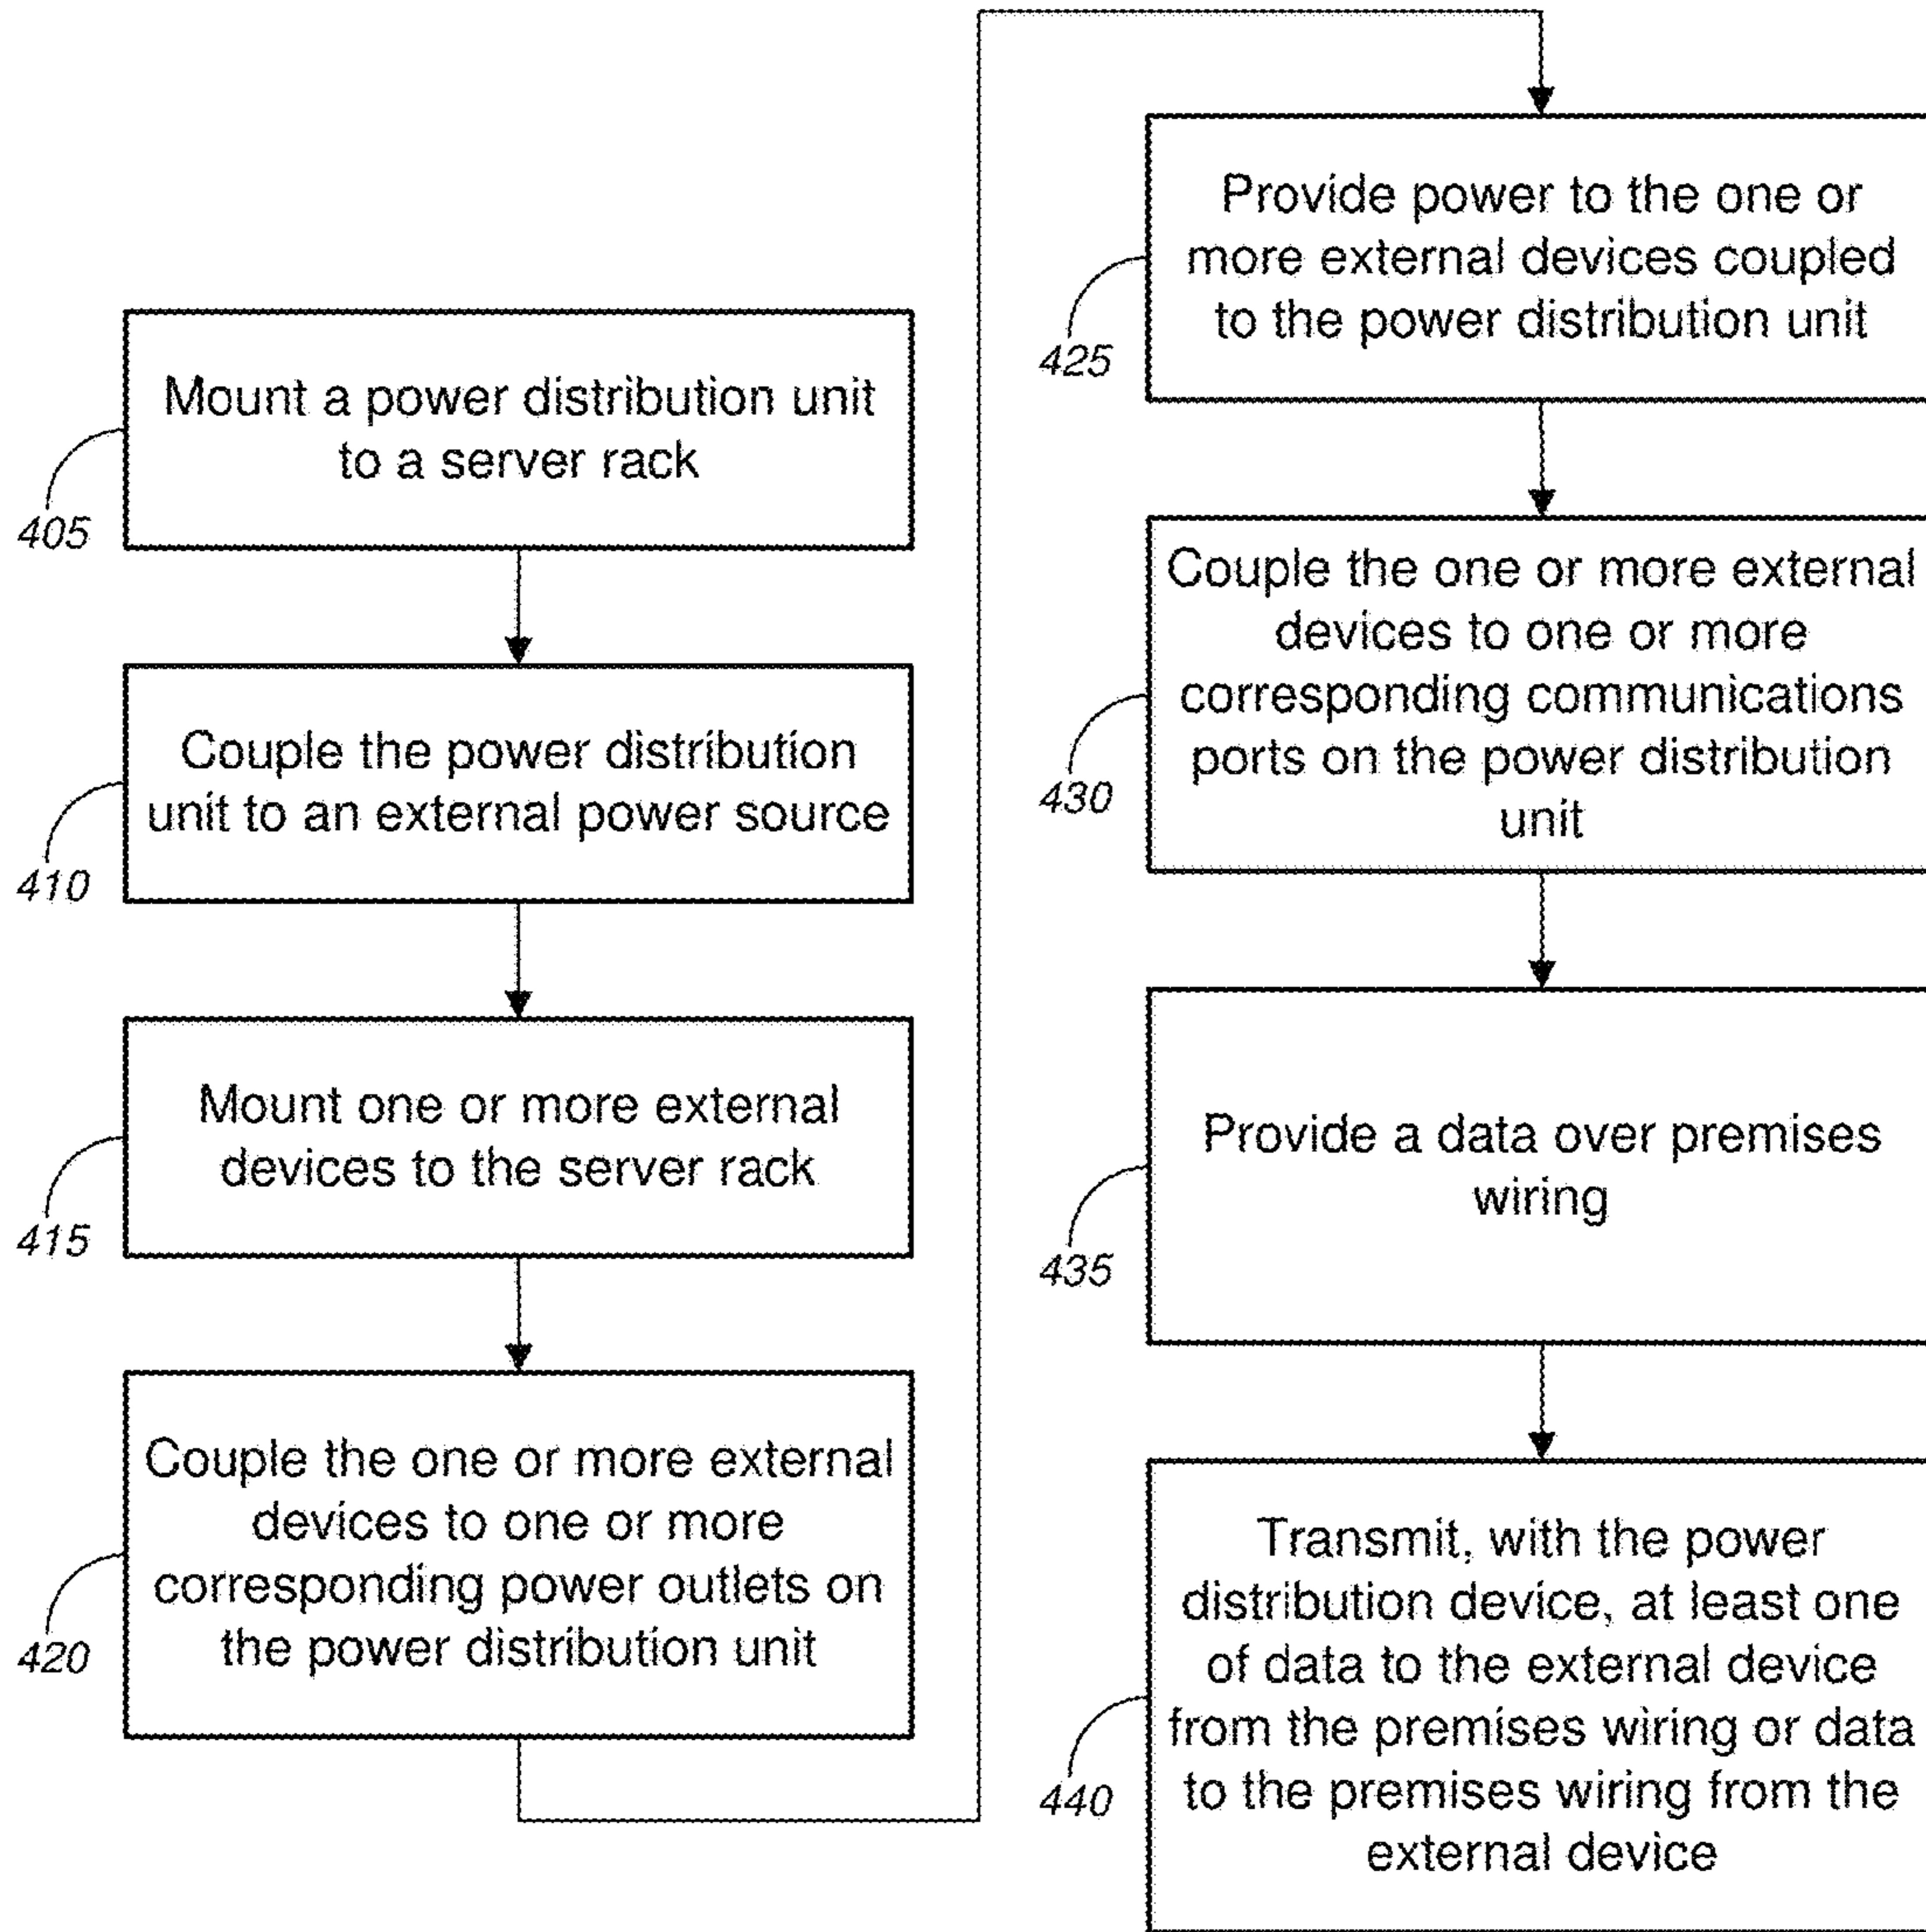 Mount a power distribution unit
to a server rack
405
Couple the power distribution
unit to an external power source
410
Mount one or more external
devices to the server rack
415
Couple the one or more external
devices to one or more
corresponding power outlets on
the power distribution unit
420
Provide power to the one or
more external devices coupled
to the power distribution unit
425
Couple the one or more external
devices to one or more
corresponding communications
ports on the power distribution
unit
430
Provide a data over premises
wiring
435
Transmit, with the power
distribution device, at least one
of data to the external device
from the premises wiring or data
to the premises wiring from the
external device
440